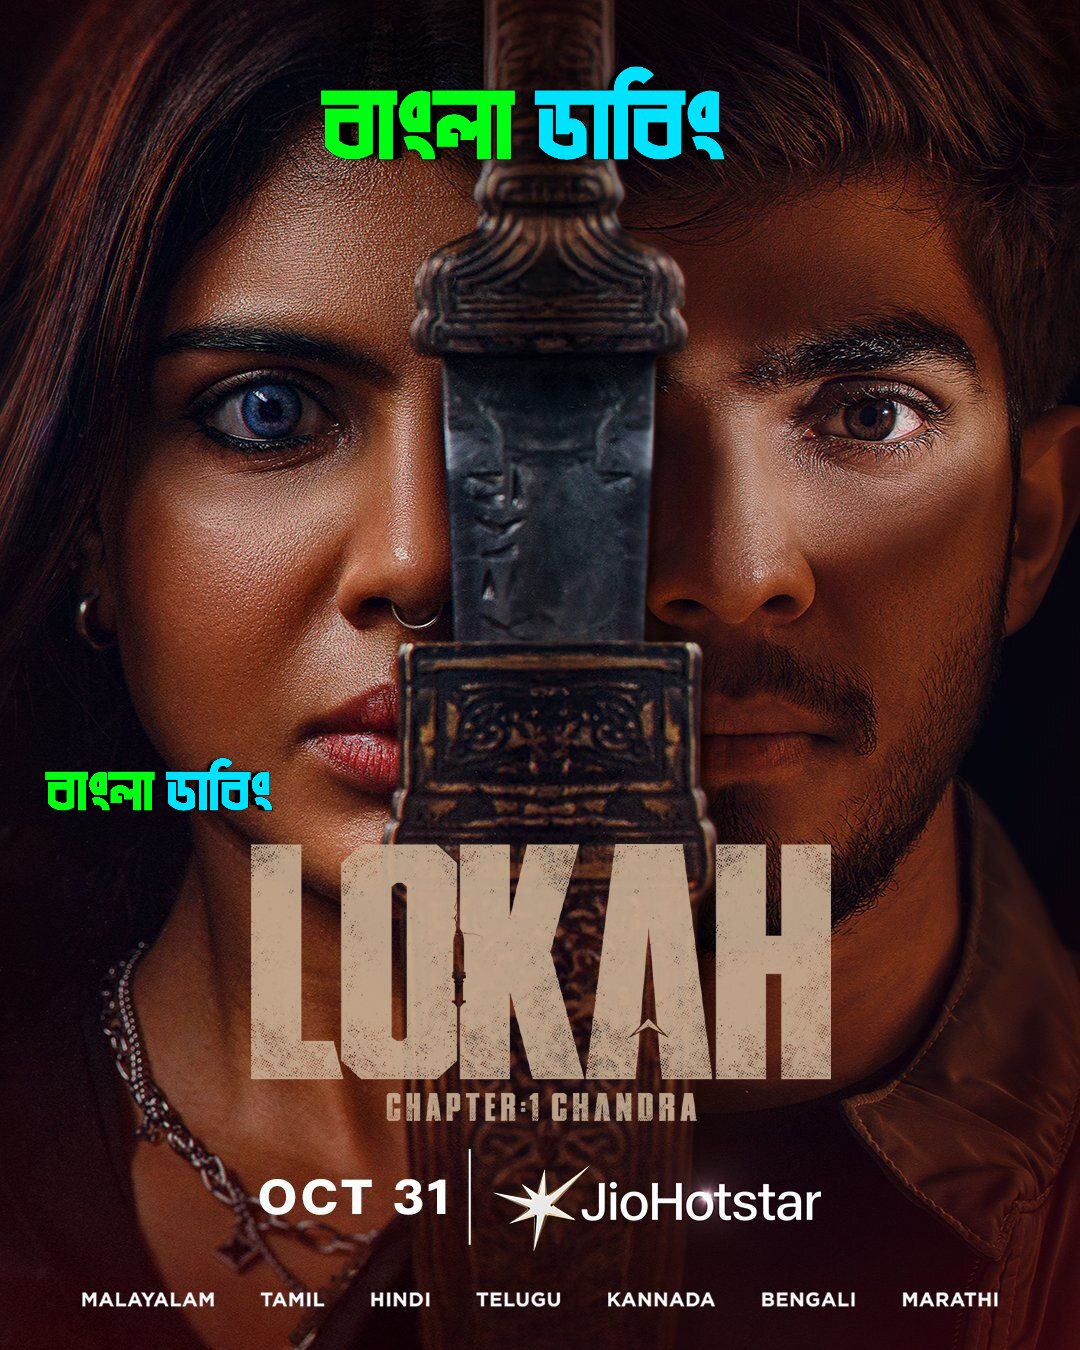 বাংলা ডাবিং
বাংলা ডাবিং
LOKAH
CHAPTER:1 CHANDRA
OCT 31 JioHotstar
MALAYALAM TAMIL HINDI TELUGU KANNADA BENGALI MARATHI